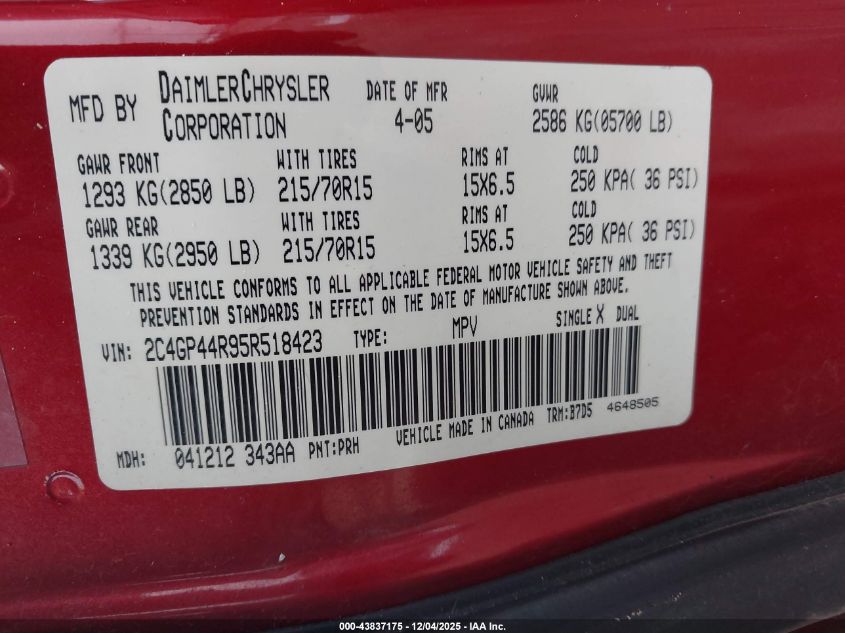 MFD BY DAIMLERCHRYSLER CORPORATION DATE OF MFR 4-05 GVWR 2586 KG(05700 LB)
GAWR FRONT WITH TIRES RIMS AT COLD
1293 KG(2850 LB) 215/70R15 15X6.5 250 KPA( 36 PSI)
GAWR REAR WITH TIRES RIMS AT COLD
1339 KG(2950 LB) 215/70R15 15X6.5 250 KPA( 36 PSI)
THIS VEHICLE CONFORMS TO ALL APPLICABLE FEDERAL MOTOR VEHICLE SAFETY AND THEFT
PREVENTION STANDARDS IN EFFECT ON THE DATE OF MANUFACTURE SHOWN ABOVE.
VIN: 2C4GP44R95R518423 TYPE: MPV SINGLE X DUAL
MDH: 041212 343AA PNT:PRH VEHICLE MADE IN CANADA TRM:B7D5 4648505
000-43837175 - 12/04/2025 - IAA Inc.